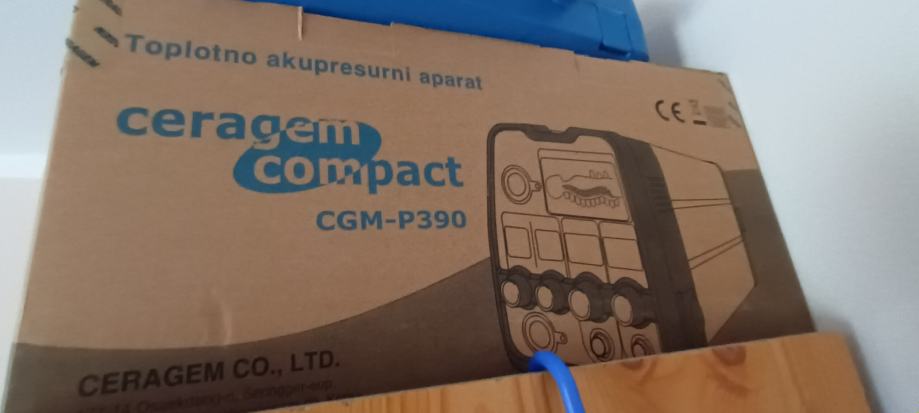 Toplotno akupresurni aparat
ceragem
compact
CGM-P390
CE
CERAGEM CO., LTD.